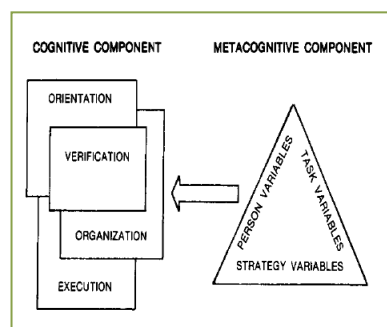 COGNITIVE COMPONENT
METACOGNITIVE COMPONENT
ORIENTATION
VERIFICATION
ORGANIZATION
EXECUTION
PERSON VARIABLES
TASK VARIABLES
STRATEGY VARIABLES